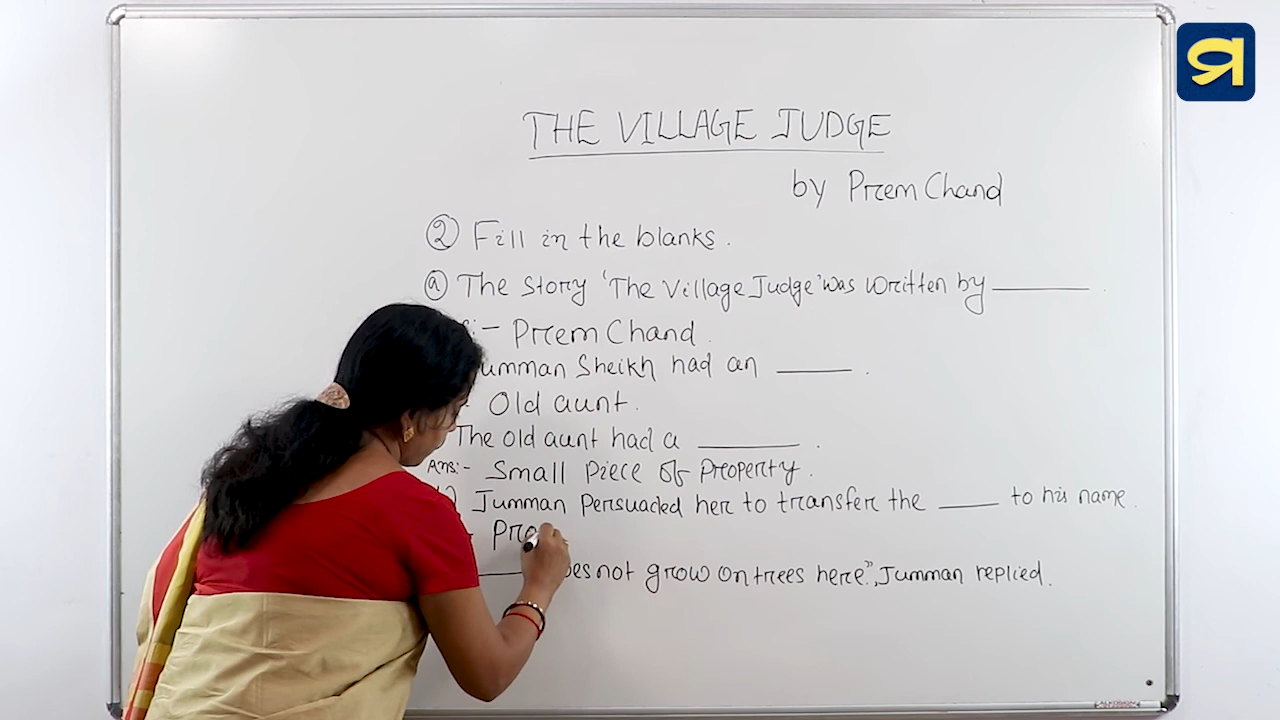 ପ୍ର
THE VILLAGE JUDGE
by Prem Chand
② Fill in the blanks.
ⓐ The Story 'The Village Judge' was written by ______ .
:- Prem Chand.
umman Sheikh had an ______ .
- Old aunt.
The old aunt had a ______ .
Ans:- Small Piece of Property.
Jumman Persuaded her to transfer the ____ to his name.
- Pro
____ oes not grow on trees here", Jumman replied.